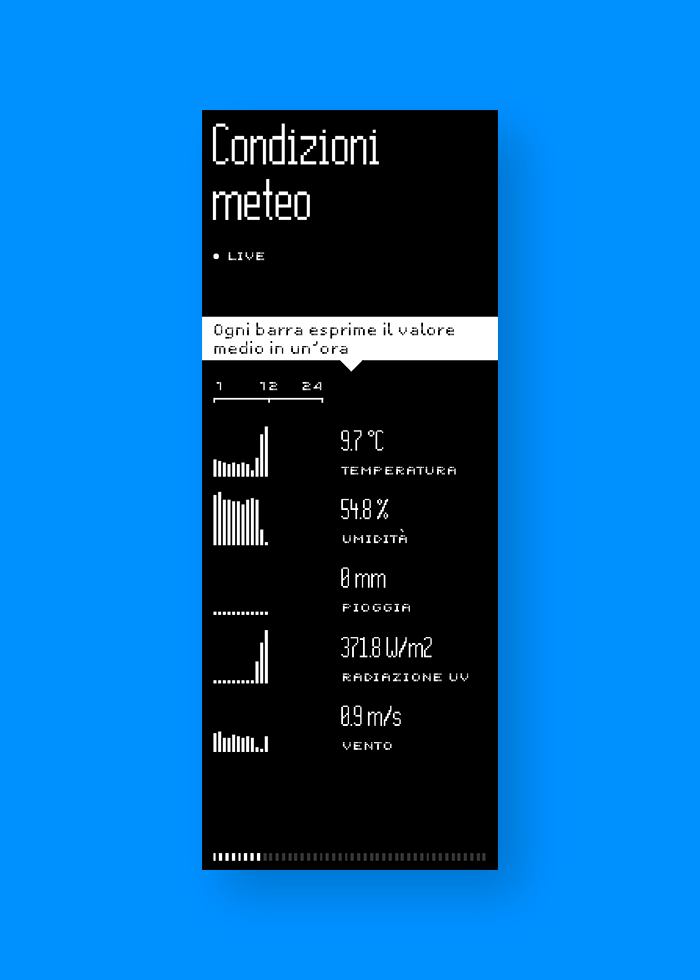 Condizioni
meteo
• LIVE
Ogni barra esprime il valore
medio in un'ora
1 12 24
9.7 °C
TEMPERATURA
54.8 %
UMIDITÀ
0 mm
PIOGGIA
371.8 W/m2
RADIAZIONE UV
0.9 m/s
VENTO